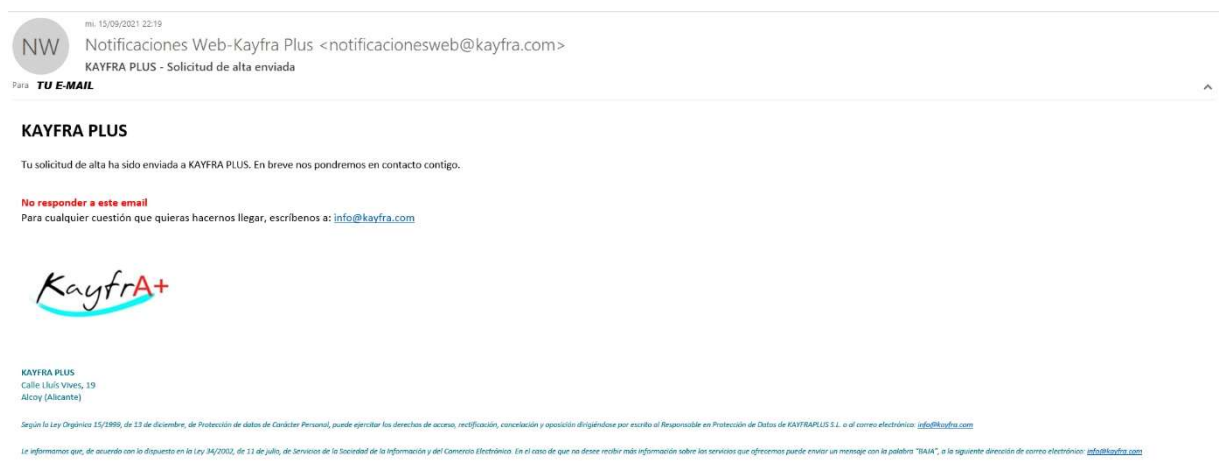 mi. 15/09/2021 22:19
NW
Notificaciones Web-Kayfra Plus <notificacionesweb@kayfra.com>
KAYFRA PLUS - Solicitud de alta enviada
Para TU E-MAIL
KAYFRA PLUS
Tu solicitud de alta ha sido enviada a KAYFRA PLUS. En breve nos pondremos en contacto contigo.
No responder a este email
Para cualquier cuestión que quieras hacernos llegar, escríbenos a: info@kayfra.com
KayfrA+
KAYFRA PLUS
Calle Lluís Vives, 19
Alcoy (Alicante)
Según la Ley Orgánica 15/1999, de 13 de diciembre, de Protección de datos de Carácter Personal, puede ejercitar los derechos de acceso, rectificación, cancelación y oposición dirigiéndose por escrito al Responsable en Protección de Datos de KAYFRAPLUS S.L. o al correo electrónico: info@kayfra.com
Le informamos que, de acuerdo con lo dispuesto en la Ley 34/2002, de 11 de julio, de Servicios de la Sociedad de la Información y del Comercio Electrónico. En el caso de que no desee recibir más información sobre los servicios que ofrecemos puede enviar un mensaje con la palabra "BAJA", a la siguiente dirección de correo electrónico: info@kayfra.com